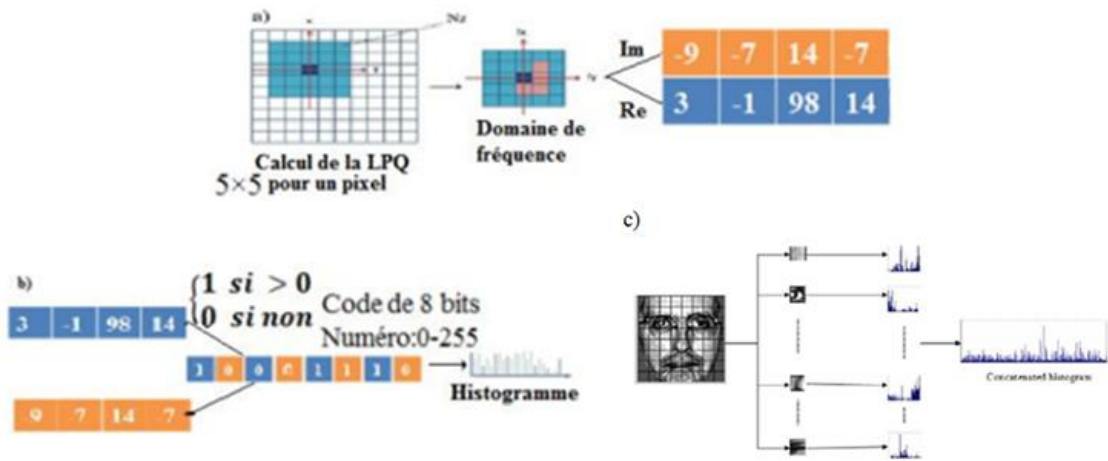 a)
Nz
Im
-9 -7 14 -7
Re
3 -1 98 14
Domaine de
fréquence
Calcul de la LPQ
5×5 pour un pixel
c)
b)
{1 si > 0
0 si non
Code de 8 bits
Numéro:0-255
3 -1 98 14
1 0 0 0 1 1 1 0
Histogramme
-9 -7 14 -7
Concatenated histogram